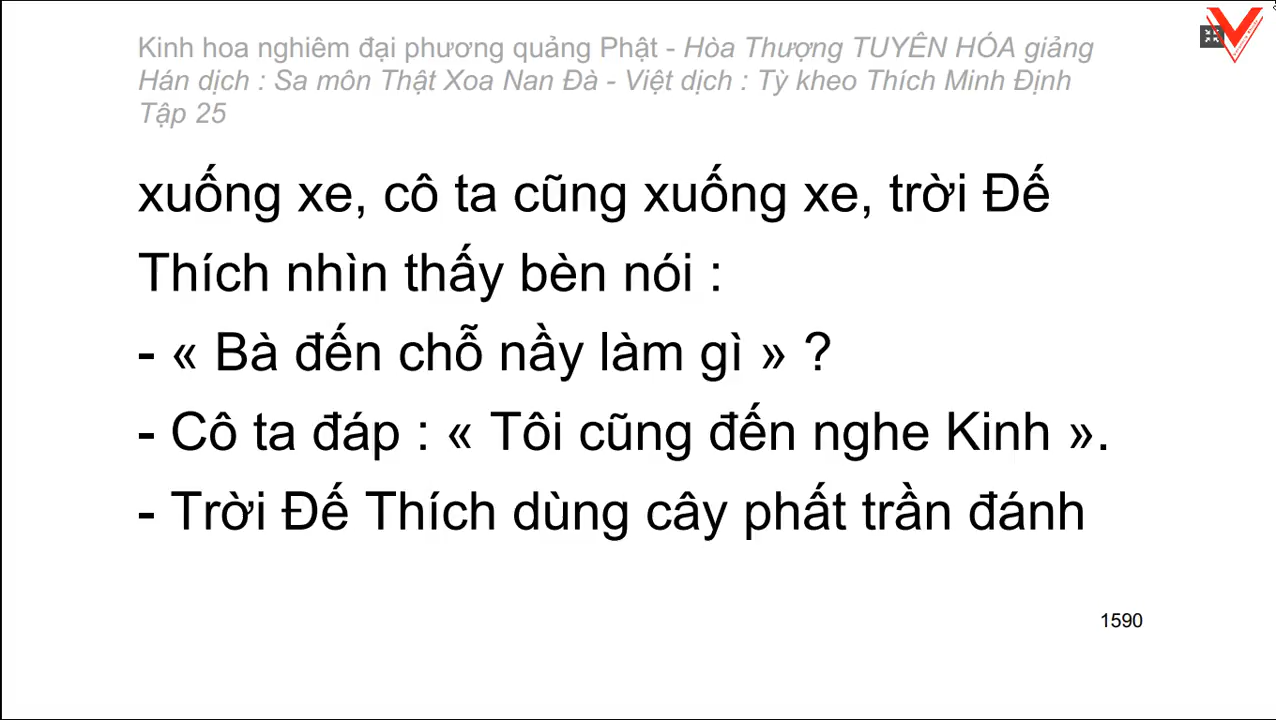 Kinh hoa nghiêm đại phương quảng Phật - Hòa Thượng TUYÊN HÓA giảng
Hán dịch : Sa môn Thật Xoa Nan Đà - Việt dịch : Tỳ kheo Thích Minh Định
Tập 25
xuống xe, cô ta cũng xuống xe, trời Đế
Thích nhìn thấy bèn nói :
- « Bà đến chỗ nầy làm gì » ?
- Cô ta đáp : « Tôi cũng đến nghe Kinh ».
- Trời Đế Thích dùng cây phất trần đánh
1590